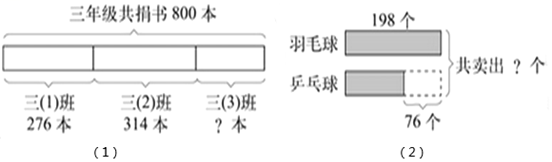 三年级共捐书 800 本
三(1)班 三(2)班 三(3)班
276 本 314 本 ? 本
(1)
198 个
羽毛球
乒乓球
共卖出 ? 个
76 个
(2)